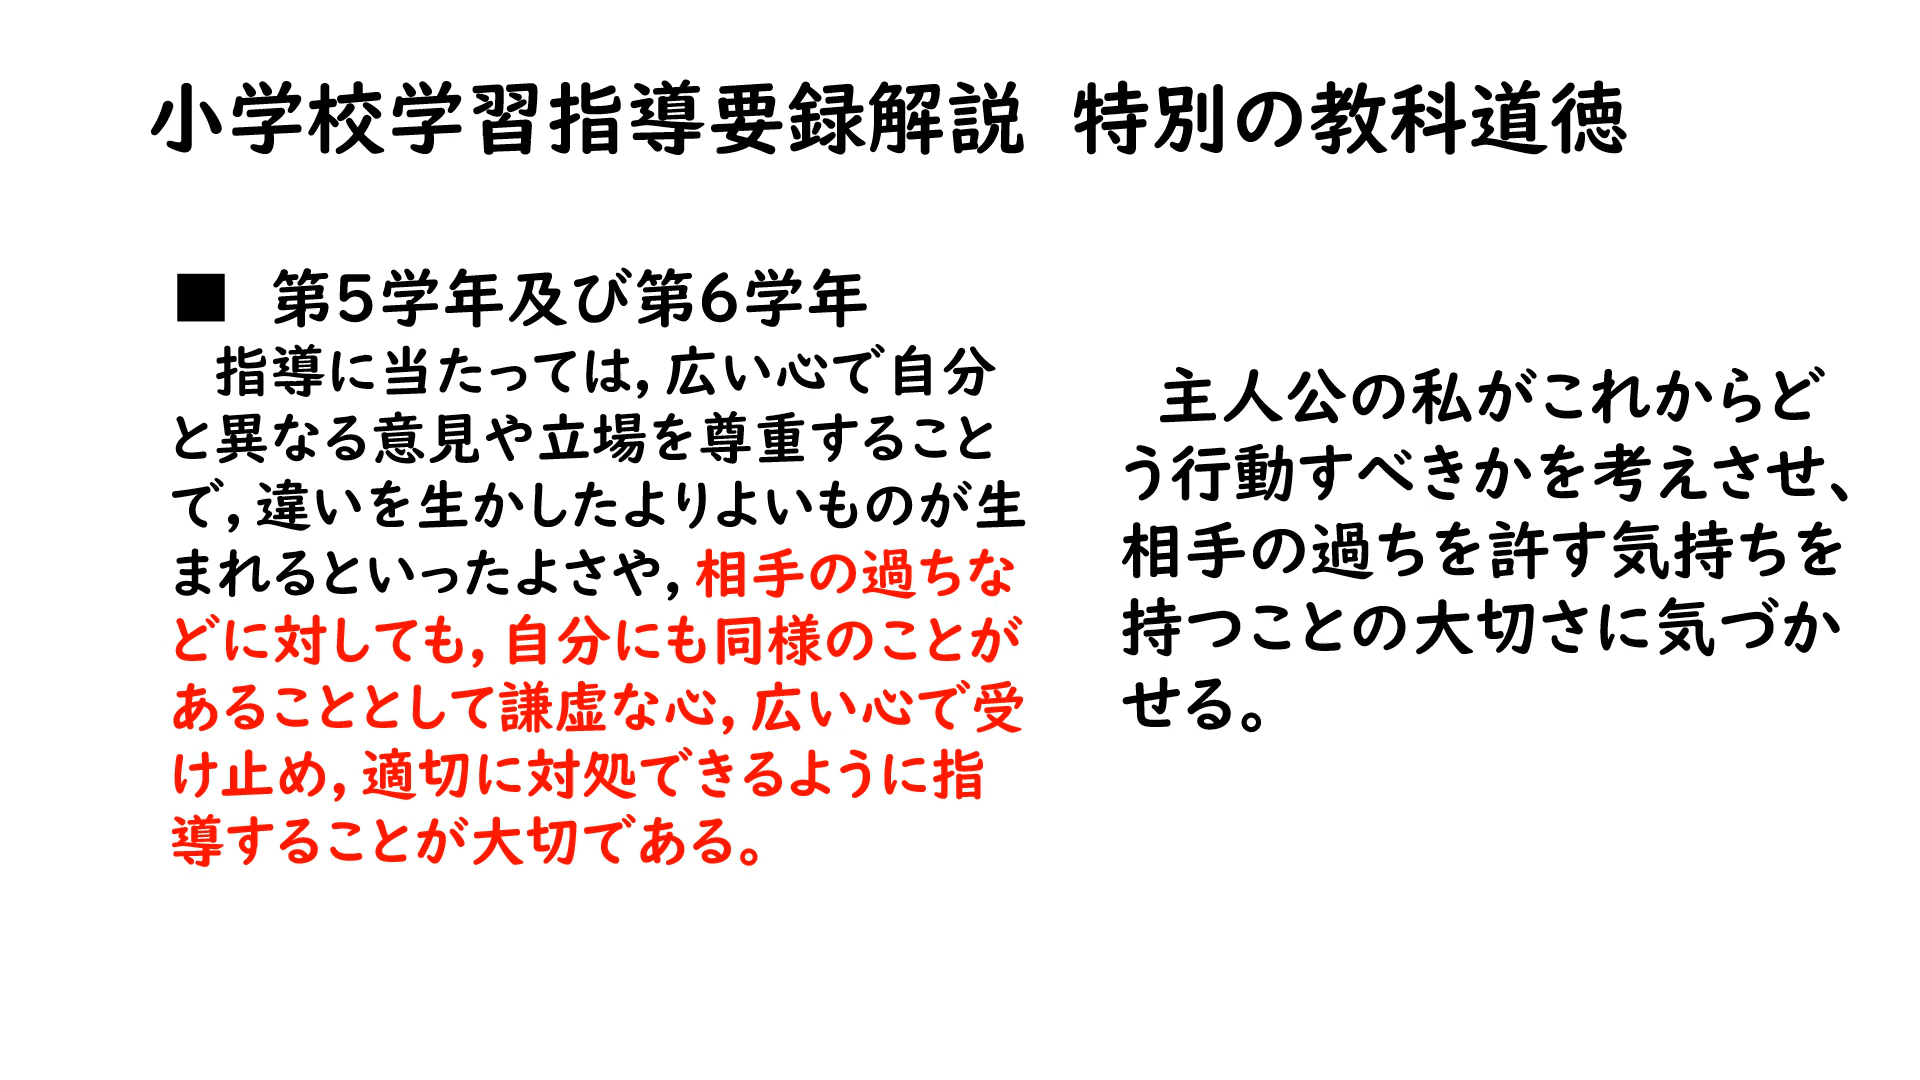 小学校学習指導要録解説 特別の教科道徳
■ 第5学年及び第6学年
指導に当たっては，広い心で自分
と異なる意見や立場を尊重すること
で，違いを生かしたよりよいものが生
まれるといったよさや，相手の過ちな
どに対しても，自分にも同様のことが
あることとして謙虚な心，広い心で受
け止め，適切に対処できるように指
導することが大切である。
主人公の私がこれからど
う行動すべきかを考えさせ、
相手の過ちを許す気持ちを
持つことの大切さに気づか
せる。